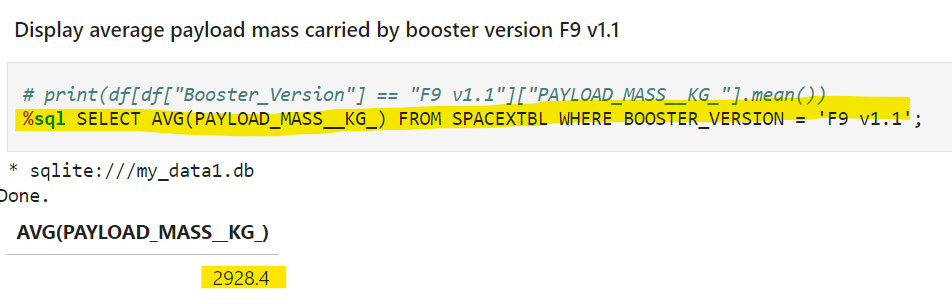 Display average payload mass carried by booster version F9 v1.1
# print(df[df["Booster_Version"] == "F9 v1.1"]["PAYLOAD_MASS__KG_"].mean())
%sql SELECT AVG(PAYLOAD_MASS__KG_) FROM SPACEXTBL WHERE BOOSTER_VERSION = 'F9 v1.1';
* sqlite:///my_data1.db
Done.
AVG(PAYLOAD_MASS__KG_)
2928.4